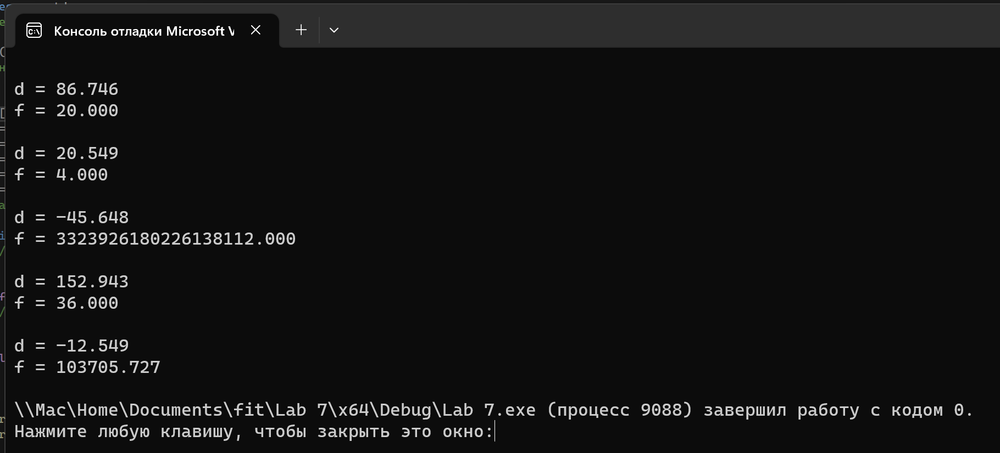 Консоль отладки Microsoft V
d = 86.746
f = 20.000
d = 20.549
f = 4.000
d = -45.648
f = 3323926180226138112.000
d = 152.943
f = 36.000
d = -12.549
f = 103705.727
\\Mac\Home\Documents\fit\Lab 7\x64\Debug\Lab 7.exe (процесс 9088) завершил работу с кодом 0.
Нажмите любую клавишу, чтобы закрыть это окно: